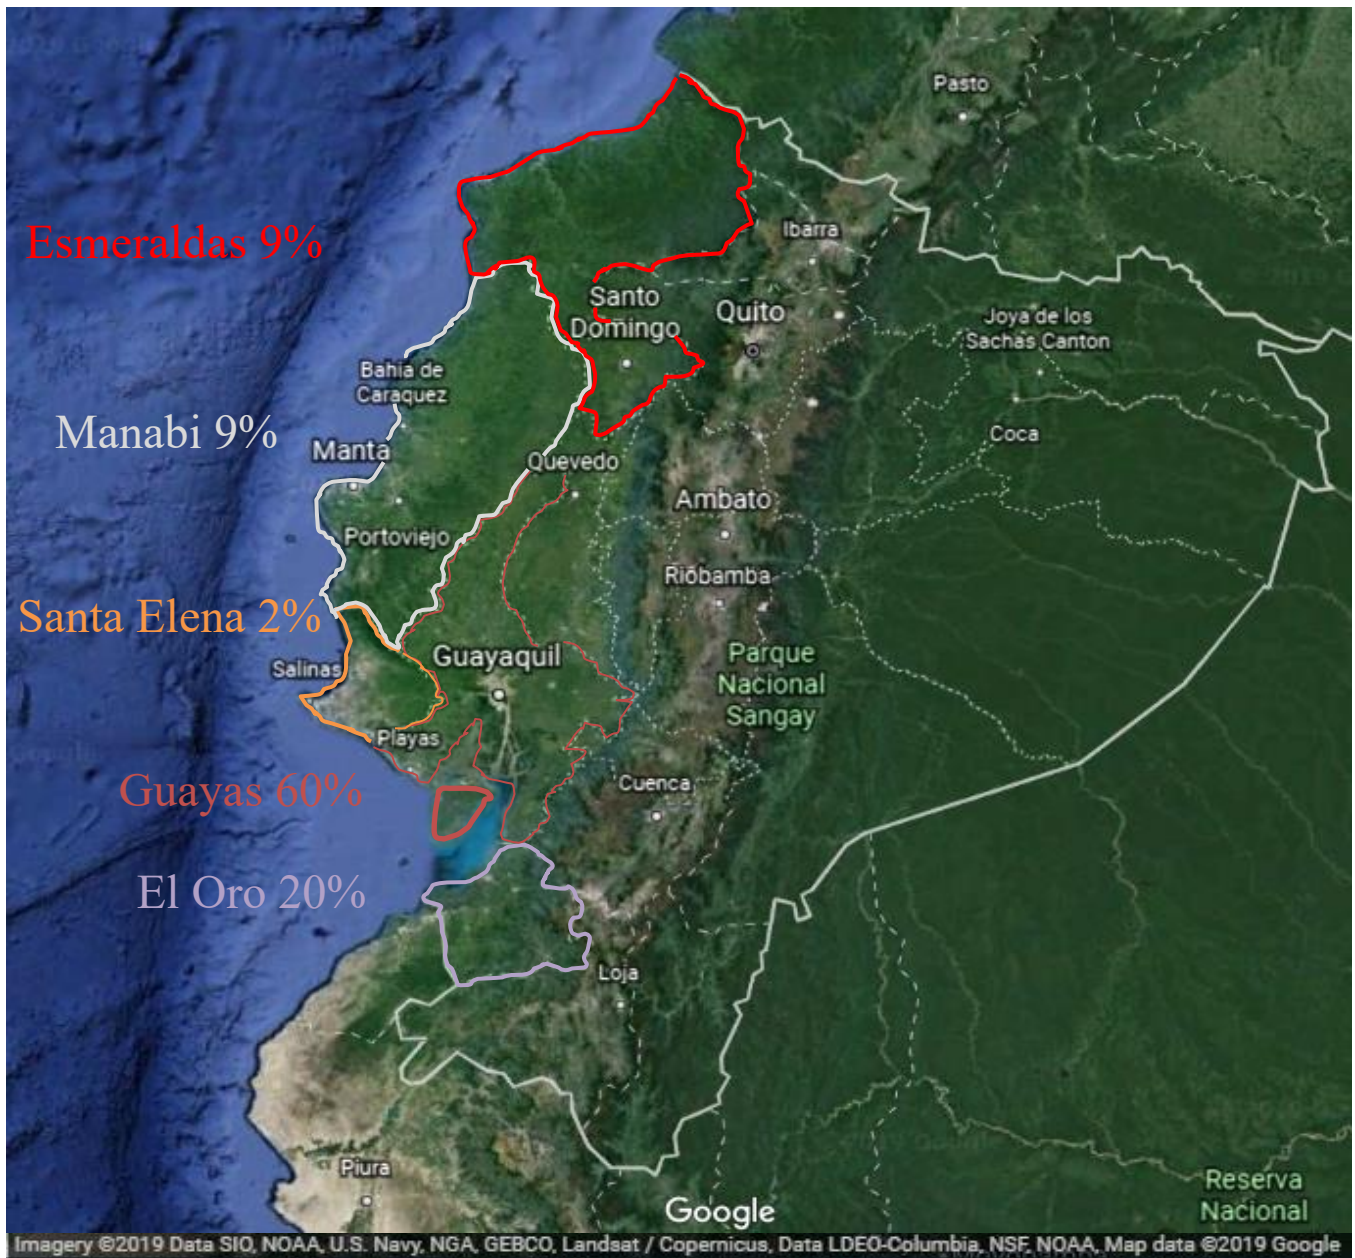 Pasto
Ibarra
Esmeraldas 9%
Santo
Domingo
Quito
Joya de los
Sachas Canton
Bahía de
Caraquez
Manabi 9%
Manta
Coca
Quevedo
Ambato
Portoviejo
Riobamba
Santa Elena 2%
Salinas
Guayaquil
Parque
Nacional
Sangay
Playas
Guayas 60%
Cuenca
El Oro 20%
Loja
Piura
Reserva
Nacional
Google
Imagery ©2019 Data SIO, NOAA, U.S. Navy, NGA, GEBCO, Landsat / Copernicus, Data LDEO-Columbia, NSF, NOAA, Map data ©2019 Google